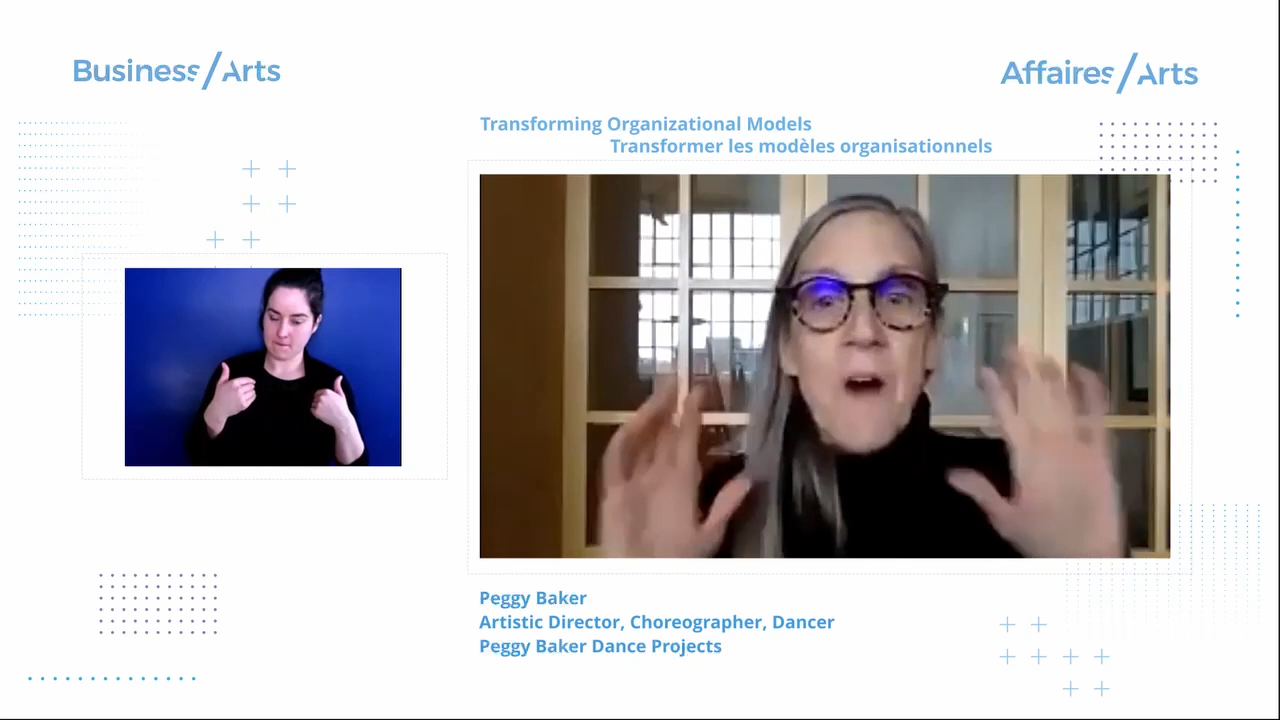 Business/Arts
Affaires/Arts
Transforming Organizational Models
Transformer les modèles organisationnels
Peggy Baker
Artistic Director, Choreographer, Dancer
Peggy Baker Dance Projects